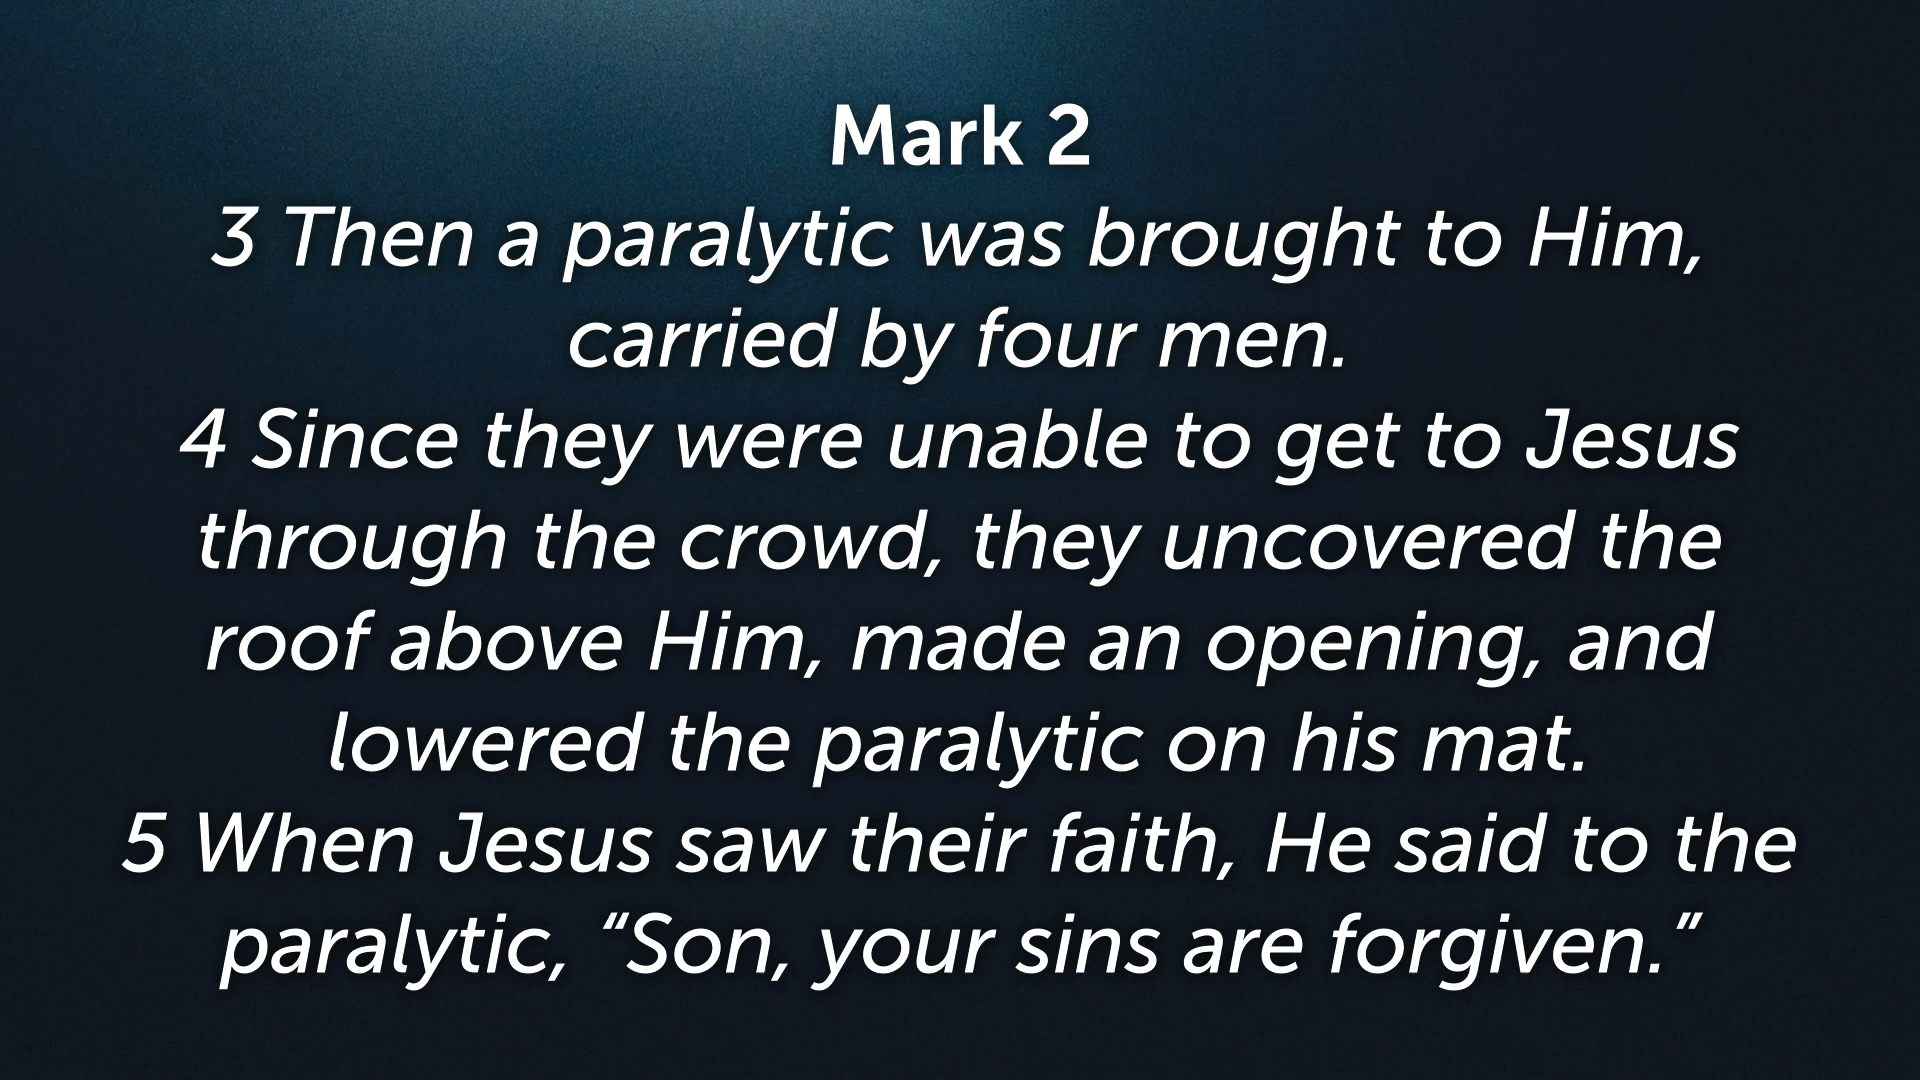 Mark 2
3 Then a paralytic was brought to Him,
carried by four men.
4 Since they were unable to get to Jesus
through the crowd, they uncovered the
roof above Him, made an opening, and
lowered the paralytic on his mat.
5 When Jesus saw their faith, He said to the
paralytic, “Son, your sins are forgiven.”